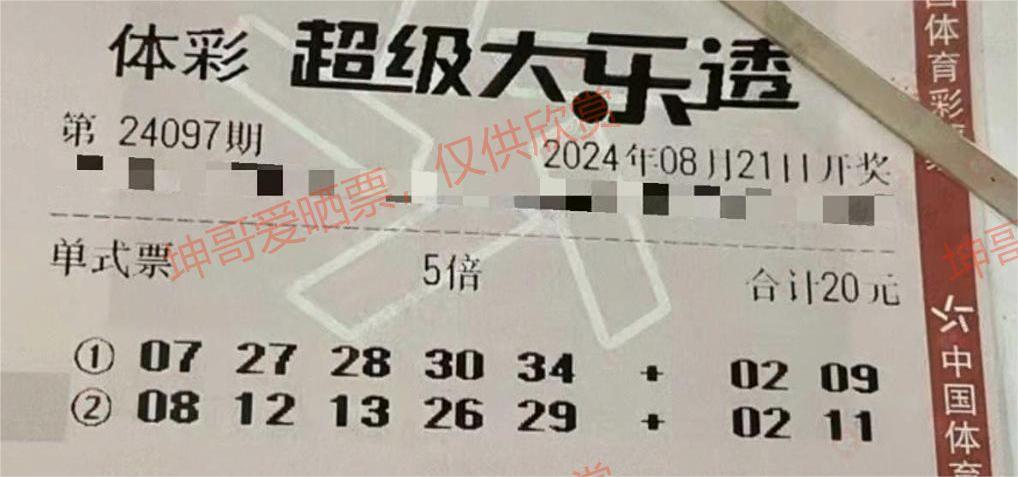 体彩 超级大乐透
第 24097期
2024年08月21日开奖
单式票 5倍 合计20元
① 07 27 28 30 34 + 02 09
② 08 12 13 26 29 + 02 11
坤哥爱晒票，仅供欣赏
国体育彩票
中国体育